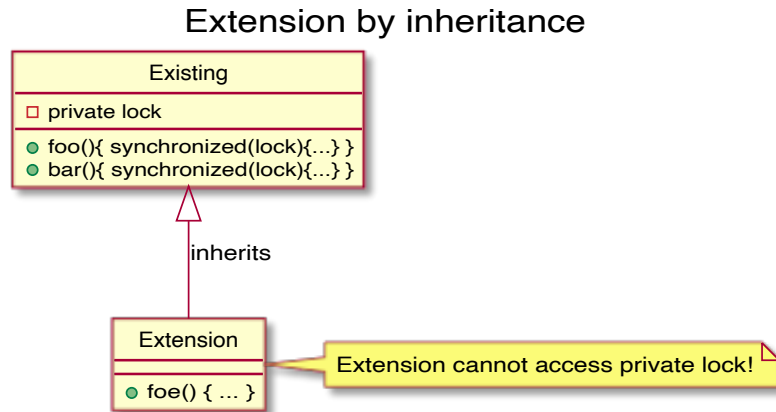 Extension by inheritance
Existing
private lock
foo(){ synchronized(lock){...} }
bar(){ synchronized(lock){...} }
inherits
Extension
Extension cannot access private lock!
foe() { ... }